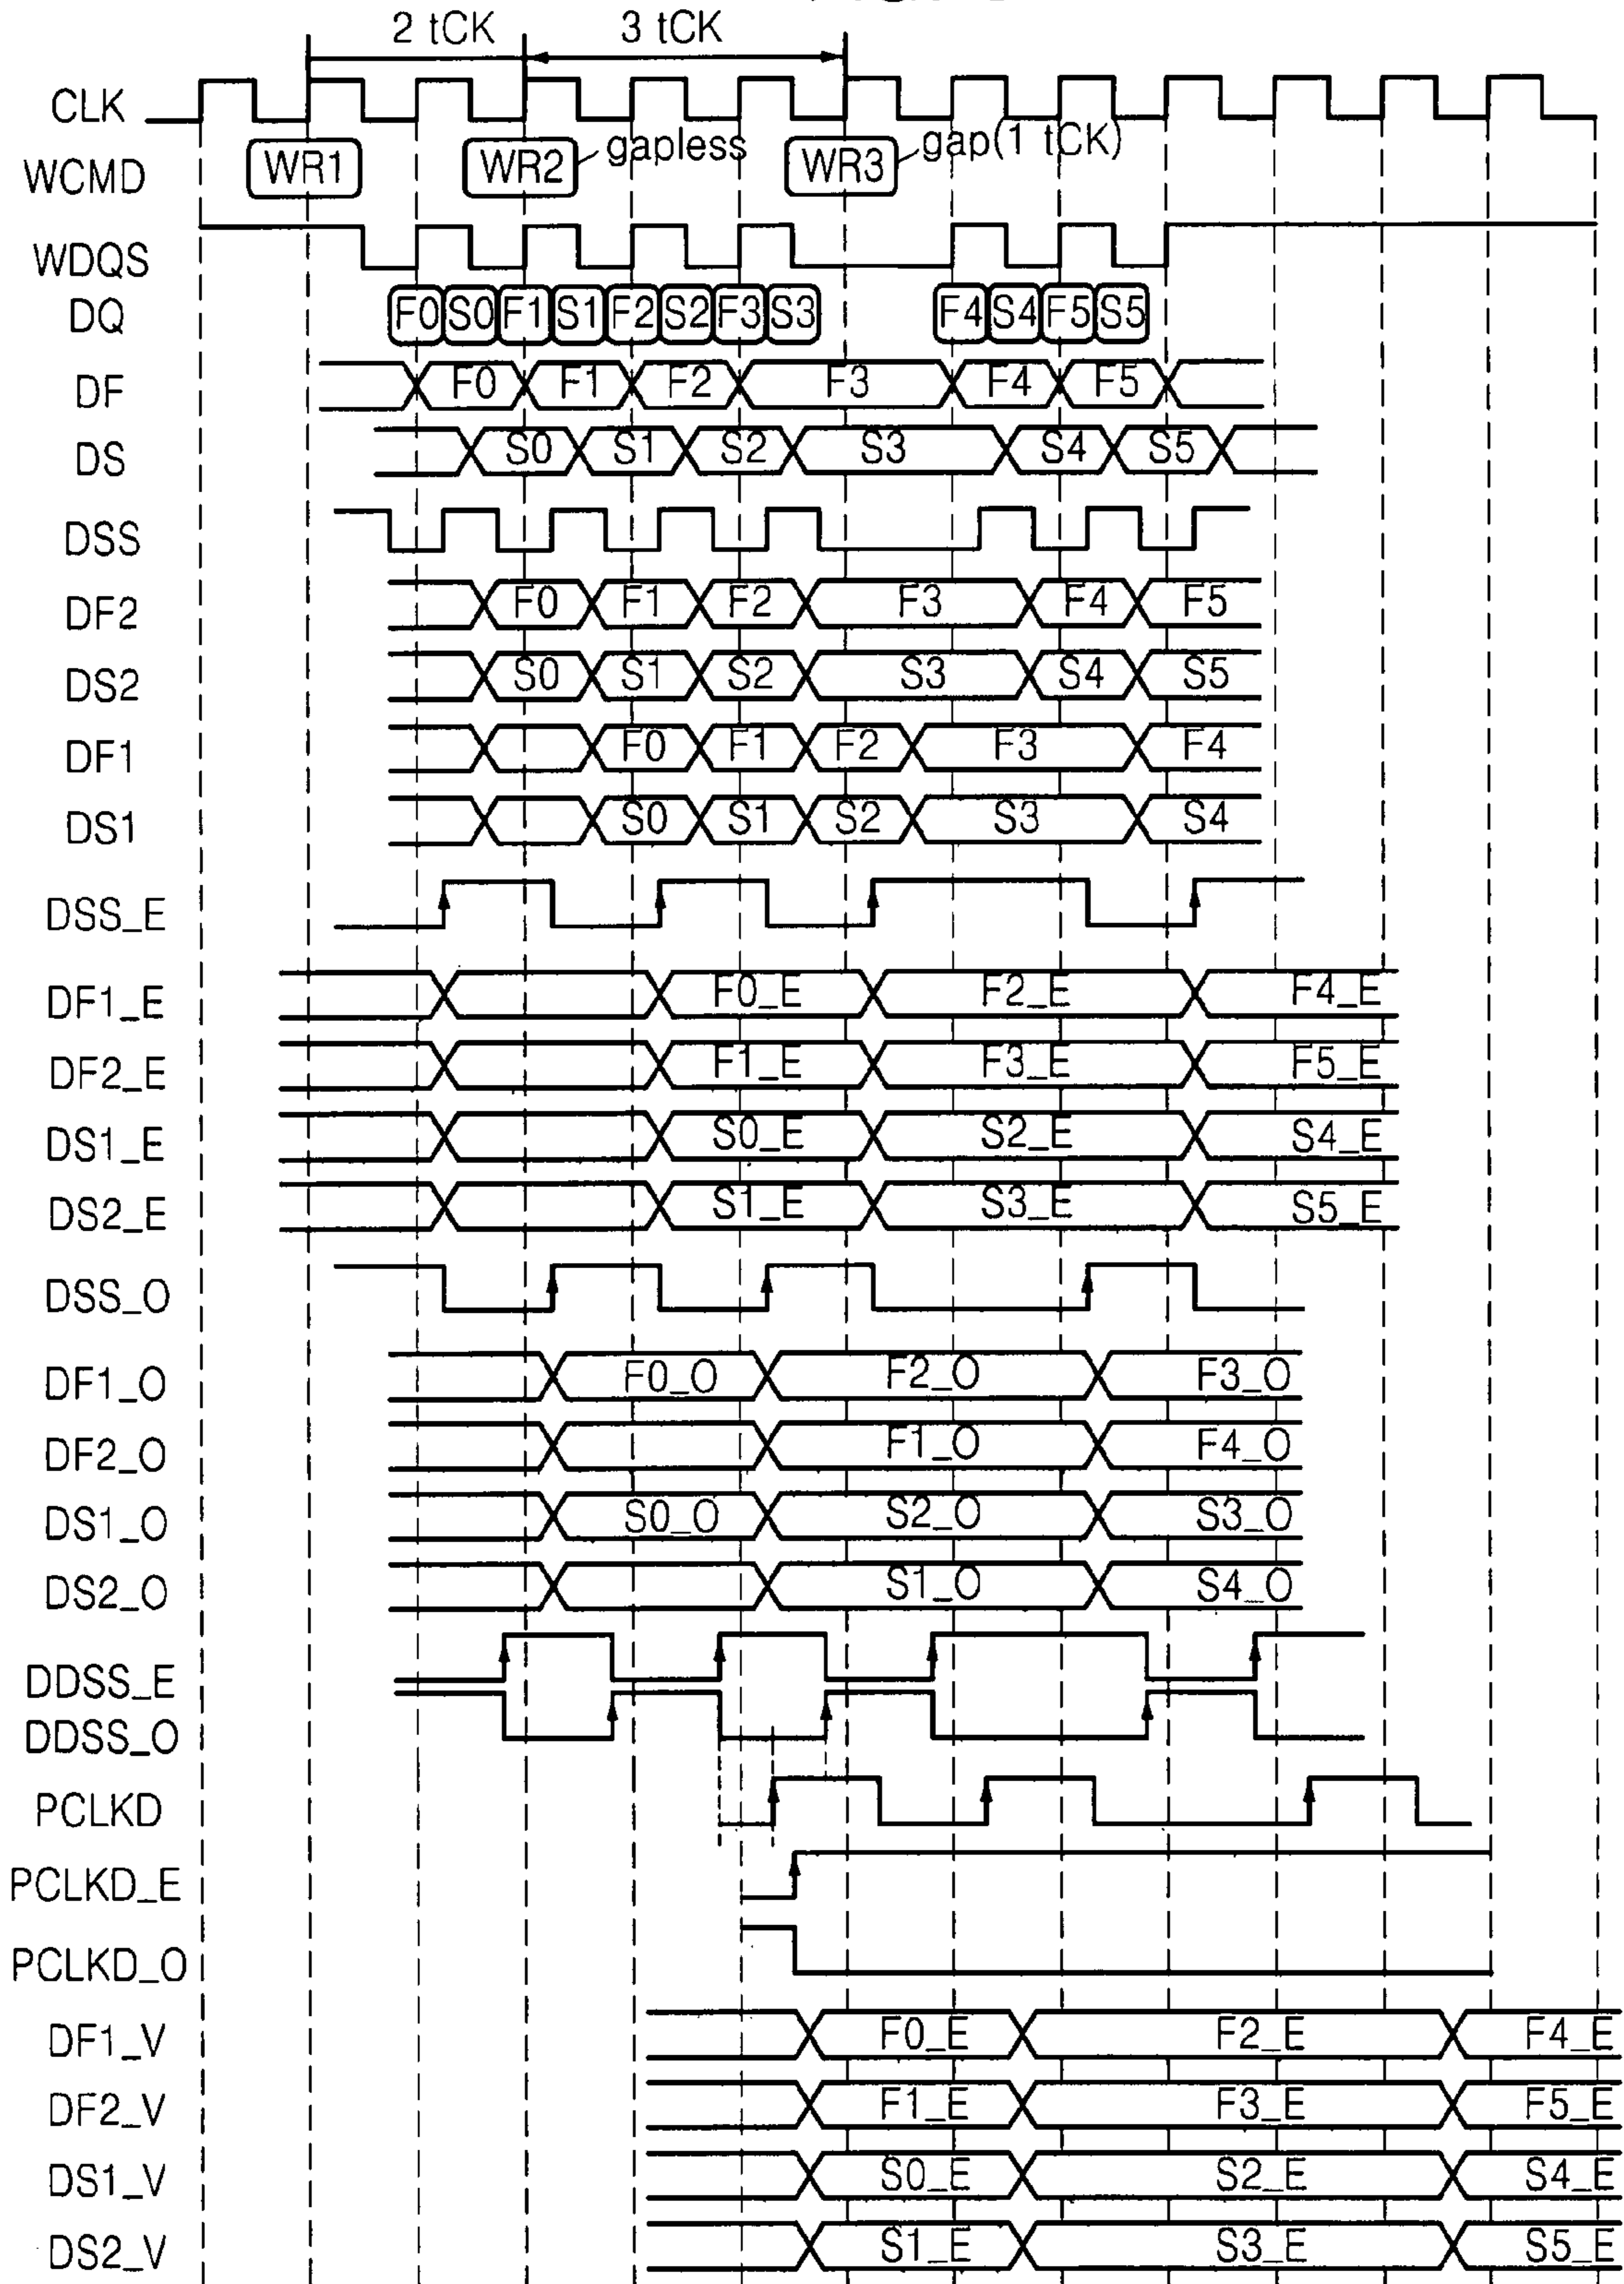 2 tCK 3 tCK
CLK
WCMD WR1 WR2 gapless WR3 gap(1 tCK)
WDQS
DQ F0 S0 F1 S1 F2 S2 F3 S3 F4 S4 F5 S5
DF F0 F1 F2 F3 F4 F5
DS S0 S1 S2 S3 S4 S5
DSS
DF2 F0 F1 F2 F3 F4 F5
DS2 S0 S1 S2 S3 S4 S5
DF1 F0 F1 F2 F3 F4
DS1 S0 S1 S2 S3 S4
DSS_E
DF1_E F0_E F2_E F4_E
DF2_E F1_E F3_E F5_E
DS1_E S0_E S2_E S4_E
DS2_E S1_E S3_E S5_E
DSS_O
DF1_O F0_O F2_O F3_O
DF2_O F1_O F4_O
DS1_O S0_O S2_O S3_O
DS2_O S1_O S4_O
DDSS_E
DDSS_O
PCLKD
PCLKD_E
PCLKD_O
DF1_V F0_E F2_E F4_E
DF2_V F1_E F3_E F5_E
DS1_V S0_E S2_E S4_E
DS2_V S1_E S3_E S5_E